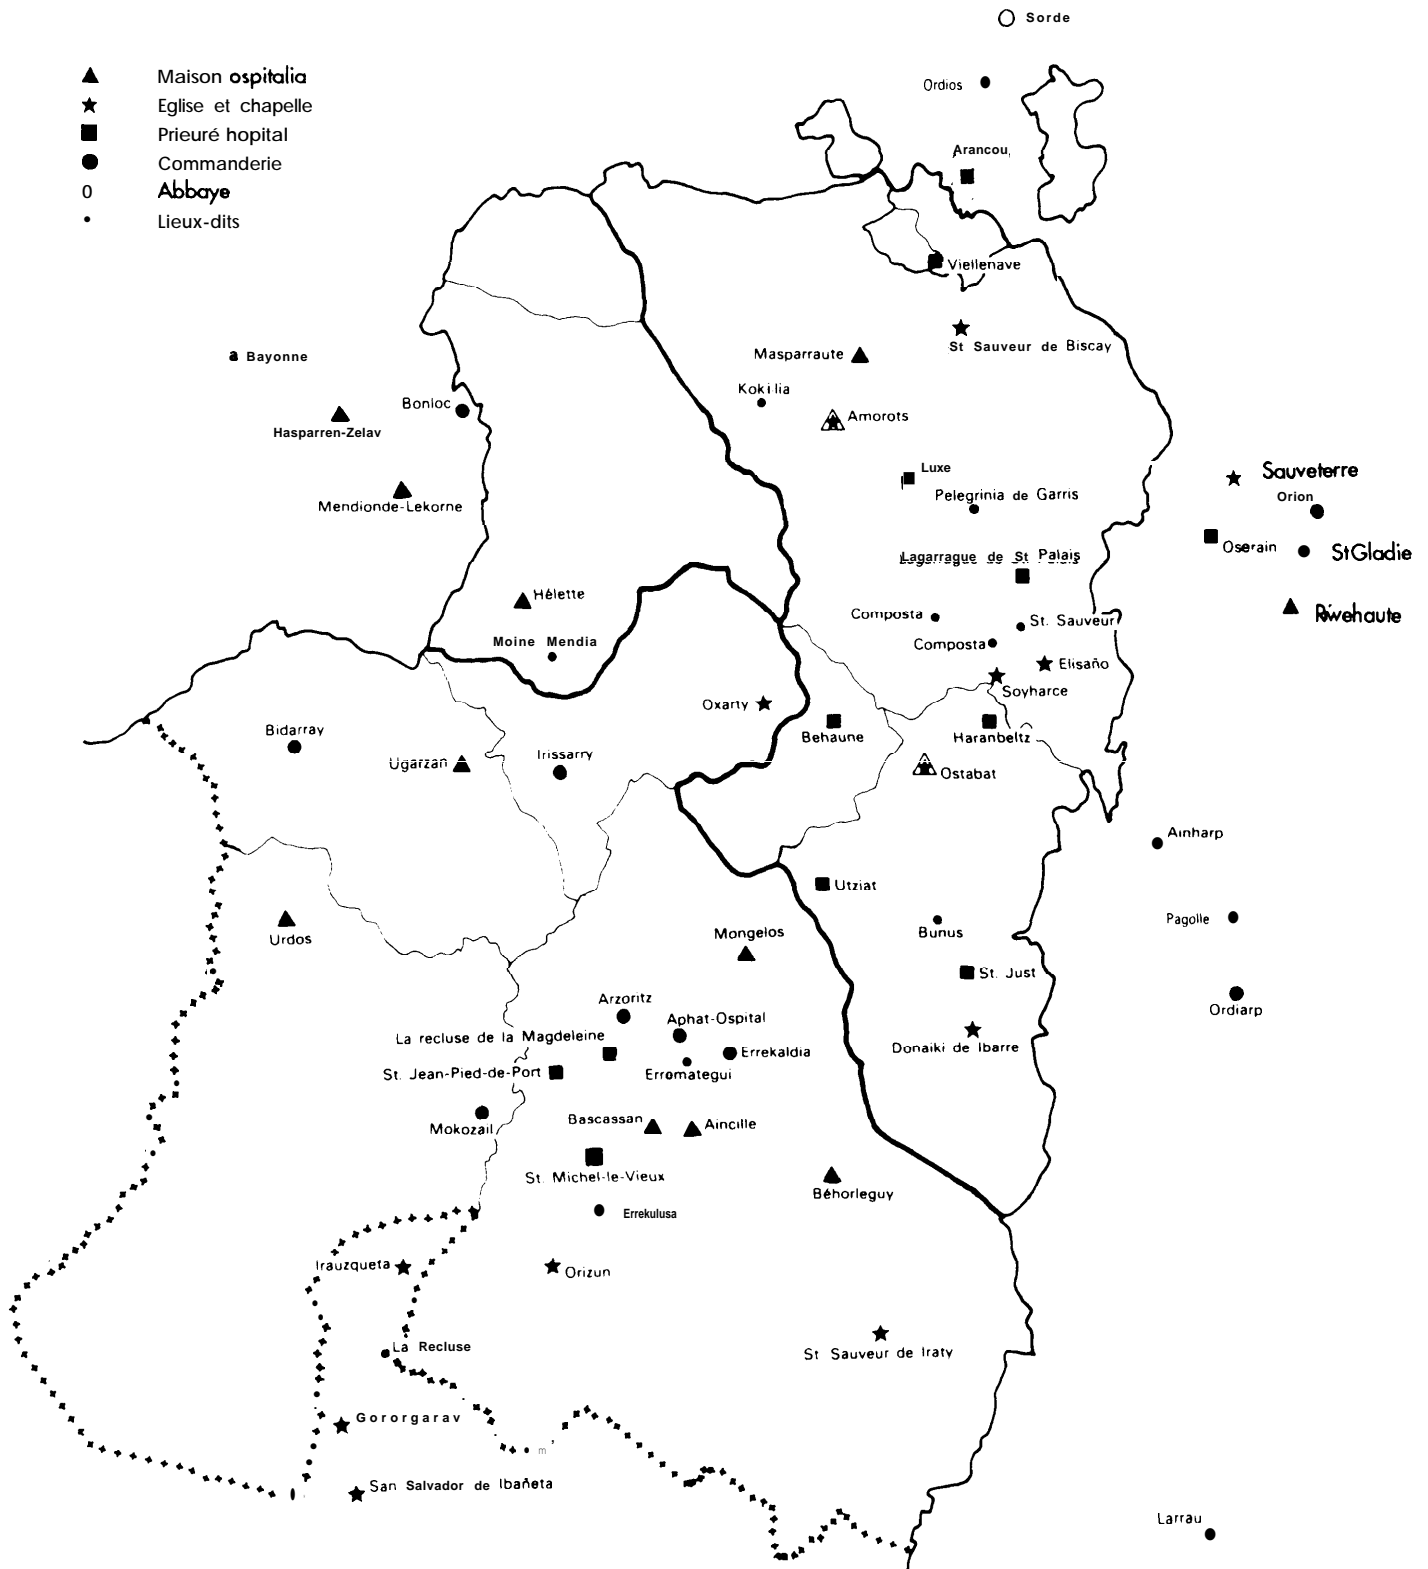 Sorde
Maison ospitalia
Eglise et chapelle
Prieuré hopital
Commanderie
0 Abbaye
Lieux-dits
Ordios
Arancou
Viellenave
St Sauveur de Biscay
a Bayonne
Masparraute
Kokilia
Bonloc
Amorots
Hasparren-Zelav
Luxe
Sauveterre
Pelegrinia de Garris
Orion
Mendionde-Lekorne
Oserain
StGladie
Lagarrague de St Palais
Hélette
Rivehaute
Composta
St. Sauveur
Moine Mendia
Composta
Elisaño
Soyharce
Oxarty
Bidarray
Behaune
Haranbeltz
Ugarzan
Irissarry
Ostabat
Ainharp
Utziat
Pagolle
Urdos
Mongelos
Bunus
St. Just
Arzoritz
Ordiarp
Aphat-Ospital
La recluse de la Magdeleine
Errekaldia
Donaiki de Ibarre
St. Jean-Pied-de-Port
Erromategui
Bascassan
Aincille
Mokozail
St. Michel-le-Vieux
Béhorleguy
Errekulusa
Irauzqueta
Orizun
La Recluse
St Sauveur de Iraty
Gororgarav
m
San Salvador de Ibañeta
Larrau